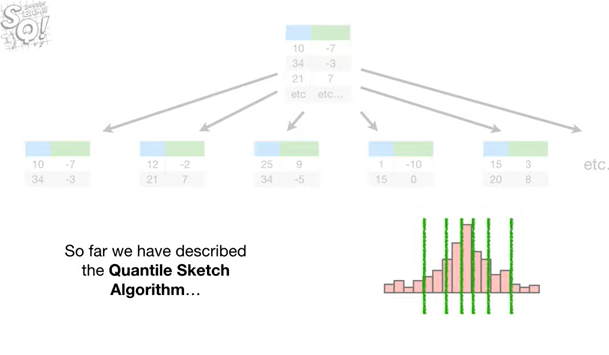 10 -7
34 -3
21 7
etc etc...
10 -7
34 -3
12 -2
21 7
25 9
34 -5
1 -10
15 0
15 3
20 8
etc.
So far we have described
the Quantile Sketch
Algorithm...